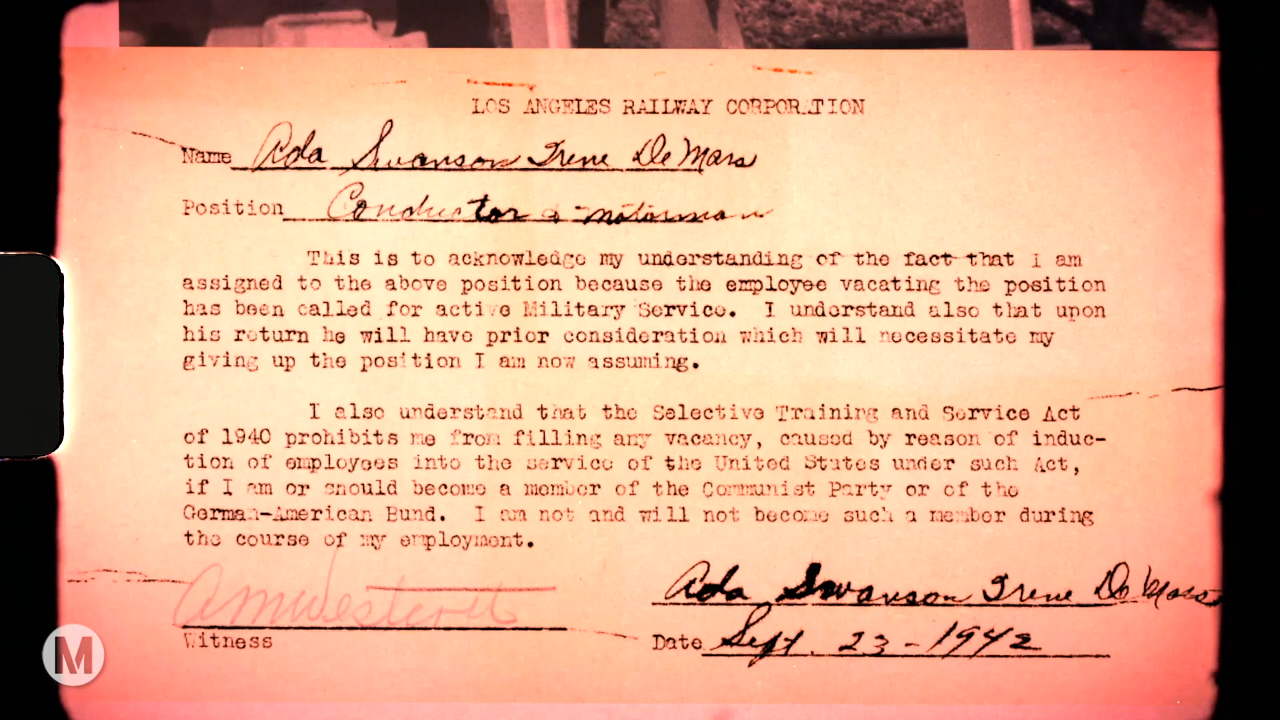 LOS ANGELES RAILWAY CORPORATION
Name Ada Swanson Irene DeMars
Position Conductor & motorman
This is to acknowledge my understanding of the fact that I am
assigned to the above position because the employee vacating the position
has been called for active Military Service. I understand also that upon
his return he will have prior consideration which will necessitate my
giving up the position I am now assuming.
I also understand that the Selective Training and Service Act
of 1940 prohibits me from filling any vacancy, caused by reason of induc-
tion of employees into the service of the United States under such Act,
if I am or should become a member of the Communist Party or of the
German-American Bund. I am not and will not become such a member during
the course of my employment.
Ada Swanson Irene DeMars
Witness
Date Sept. 23-1942
M